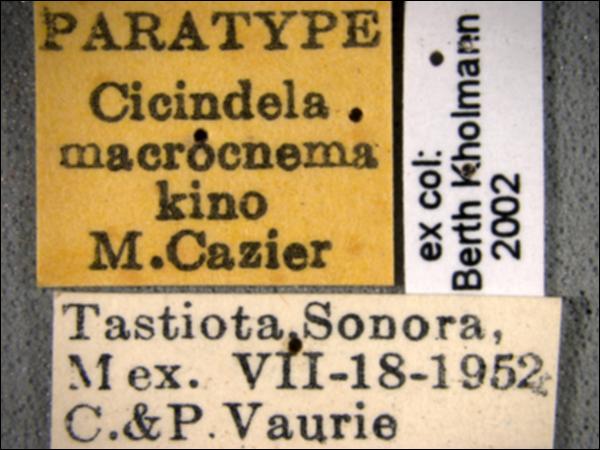 PARATYPE
Cicindela
macrocnema
kino
M.Cazier
ex col:
Berth Kholmann
2002
Tastiota,Sonora,
Mex. VII-18-1952
C.&P.Vaurie